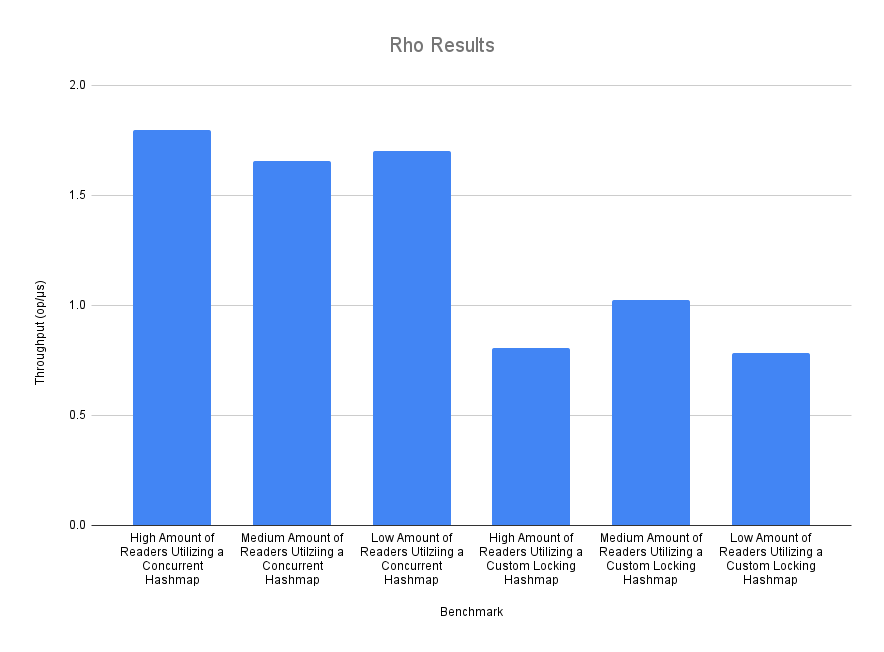 Rho Results
2.0
1.5
1.0
0.5
0.0
Throughput (op/µs)
High Amount of
Readers Utilizing a
Concurrent
Hashmap
Medium Amount of
Readers Utilziing a
Concurrent
Hashmap
Low Amount of
Readers Utilziing a
Concurrent
Hashmap
High Amount of
Readers Utilizing a
Custom Locking
Hashmap
Medium Amount of
Readers Utilizing a
Custom Locking
Hashmap
Low Amount of
Readers Utilizing a
Custom Locking
Hashmap
Benchmark